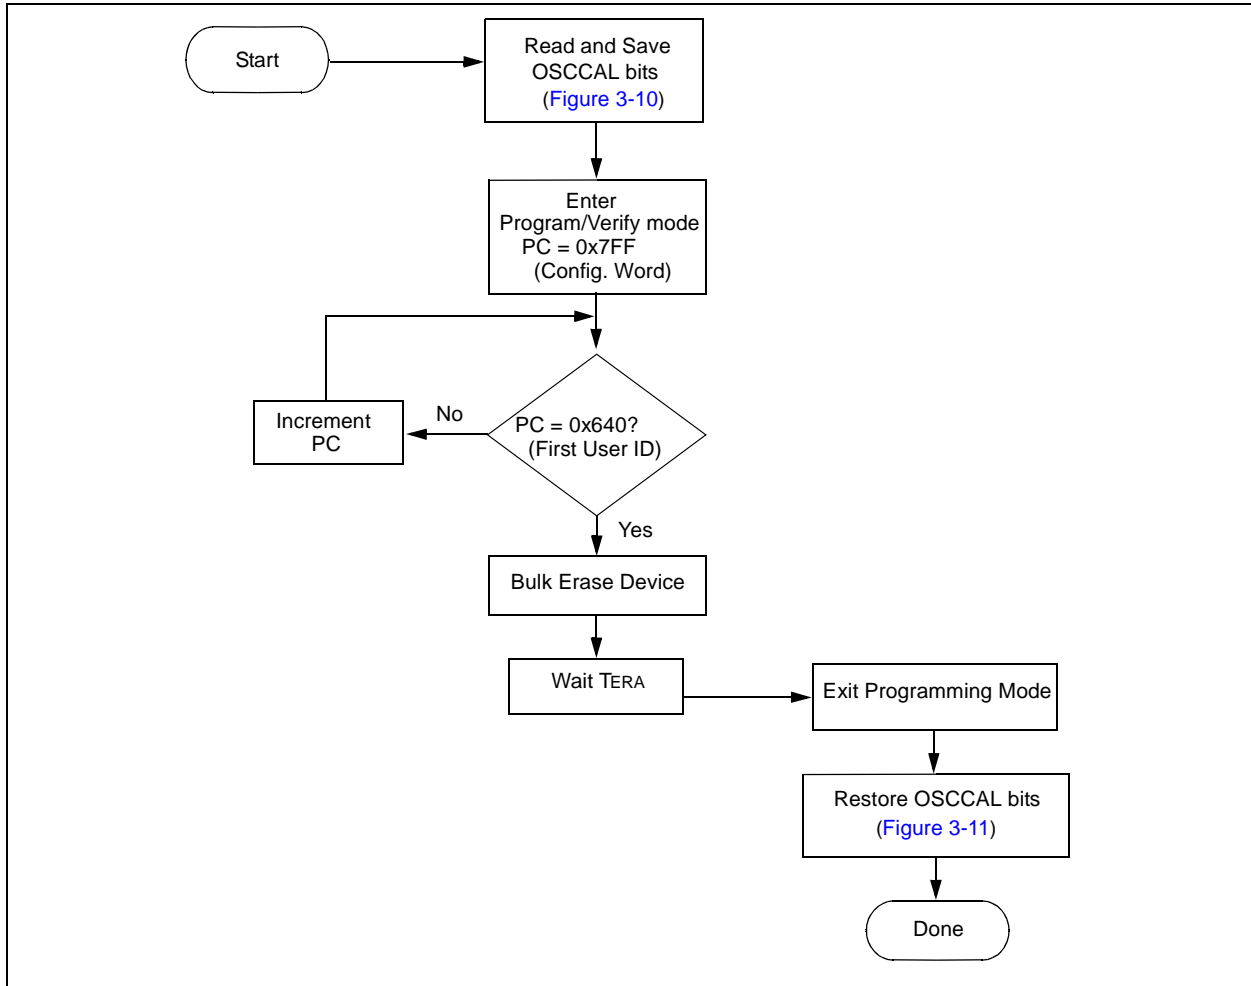 Start
Read and Save
OSCCAL bits
(Figure 3-10)
Enter
Program/Verify mode
PC = 0x7FF
(Config. Word)
Increment
PC
No
PC = 0x640?
(First User ID)
Yes
Bulk Erase Device
Wait TERA
Exit Programming Mode
Restore OSCCAL bits
(Figure 3-11)
Done